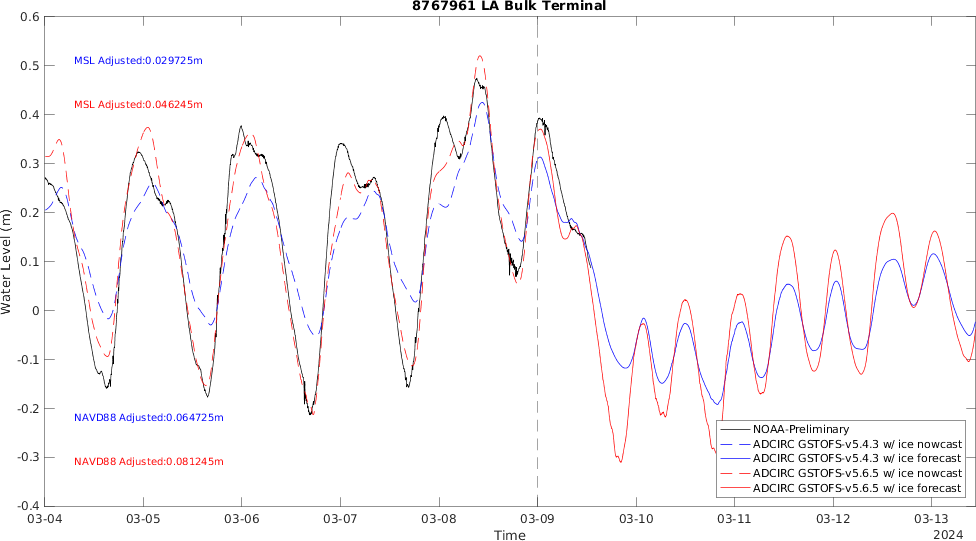 8767961 LA Bulk Terminal
0.6
0.5
0.4
0.3
0.2
0.1
0
-0.1
-0.2
-0.3
-0.4
Water Level (m)
MSL Adjusted:0.029725m
MSL Adjusted:0.046245m
NAVD88 Adjusted:0.064725m
NAVD88 Adjusted:0.081245m
NOAA-Preliminary
ADCIRC GSTOFS-v5.4.3 w/ ice nowcast
ADCIRC GSTOFS-v5.4.3 w/ ice forecast
ADCIRC GSTOFS-v5.6.5 w/ ice nowcast
ADCIRC GSTOFS-v5.6.5 w/ ice forecast
03-04 03-05 03-06 03-07 03-08 03-09 03-10 03-11 03-12 03-13
Time
2024